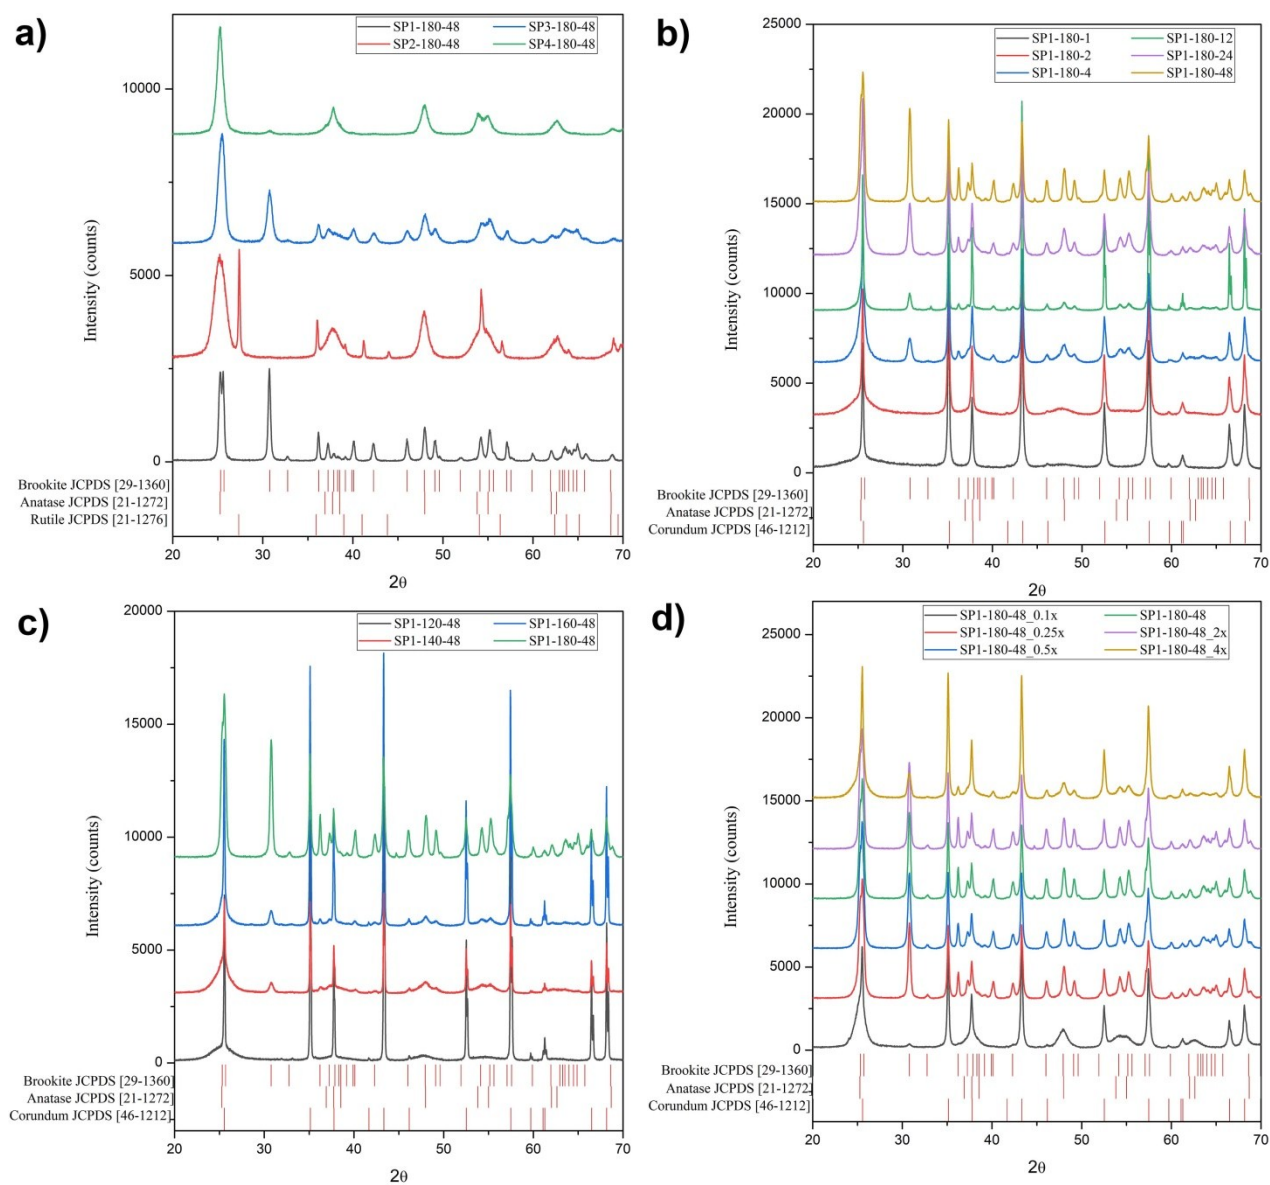 a)
SP1-180-48 SP3-180-48
SP2-180-48 SP4-180-48
10000
5000
0
Intensity (counts)
Brookite JCPDS [29-1360]
Anatase JCPDS [21-1272]
Rutile JCPDS [21-1276]
20 30 40 50 60 70
2θ
b)
SP1-180-1 SP1-180-12
SP1-180-2 SP1-180-24
SP1-180-4 SP1-180-48
25000
20000
15000
10000
5000
0
Intensity (counts)
Brookite JCPDS [29-1360]
Anatase JCPDS [21-1272]
Corundum JCPDS [46-1212]
20 30 40 50 60 70
2θ
c)
SP1-120-48 SP1-160-48
SP1-140-48 SP1-180-48
20000
15000
10000
5000
0
Intensity (counts)
Brookite JCPDS [29-1360]
Anatase JCPDS [21-1272]
Corundum JCPDS [46-1212]
20 30 40 50 60 70
2θ
d)
SP1-180-48_0.1x SP1-180-48
SP1-180-48_0.25x SP1-180-48_2x
SP1-180-48_0.5x SP1-180-48_4x
25000
20000
15000
10000
5000
0
Intensity (counts)
Brookite JCPDS [29-1360]
Anatase JCPDS [21-1272]
Corundum JCPDS [46-1212]
20 30 40 50 60 70
2θ